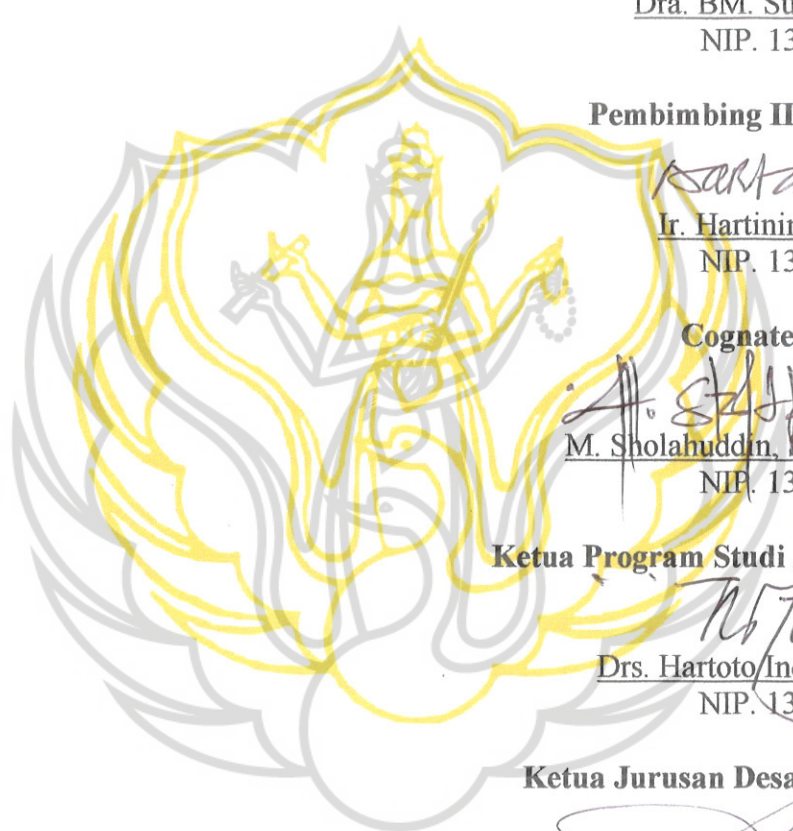 Dra. BM. Su
NIP. 13
Pembimbing II
Ir. Hartinin
NIP. 13
Cognate
M. Sholahuddin,
NIP. 13
Ketua Program Studi
Drs. Hartoto Ind
NIP. 13
Ketua Jurusan Desa